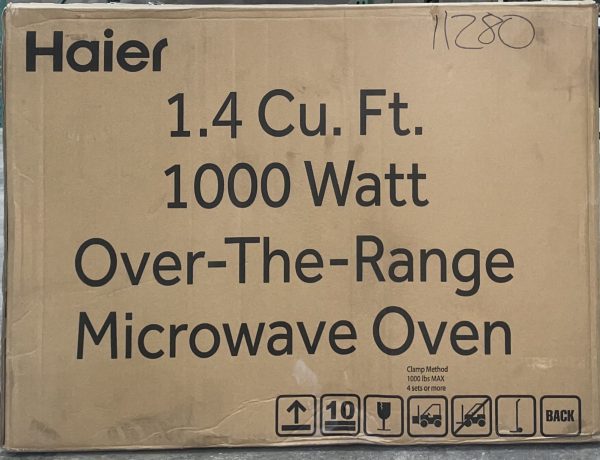 Haier
11280
1.4 Cu. Ft.
1000 Watt
Over-The-Range
Microwave Oven
Clamp Method
1000 lbs MAX
4 sets or more
10
BACK